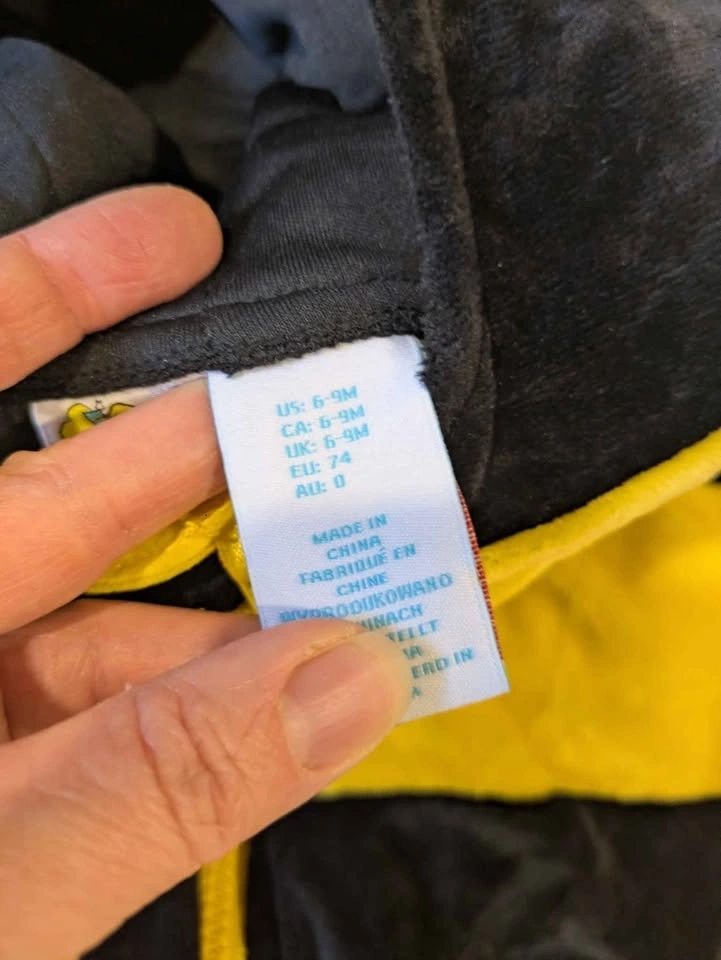 US: 6-9M
CA: 6-9M
UK: 6-9M
EU: 74
AU: 0
MADE IN
CHINA
FABRIQUÉ EN
CHINE
WYPRODUKOWANO